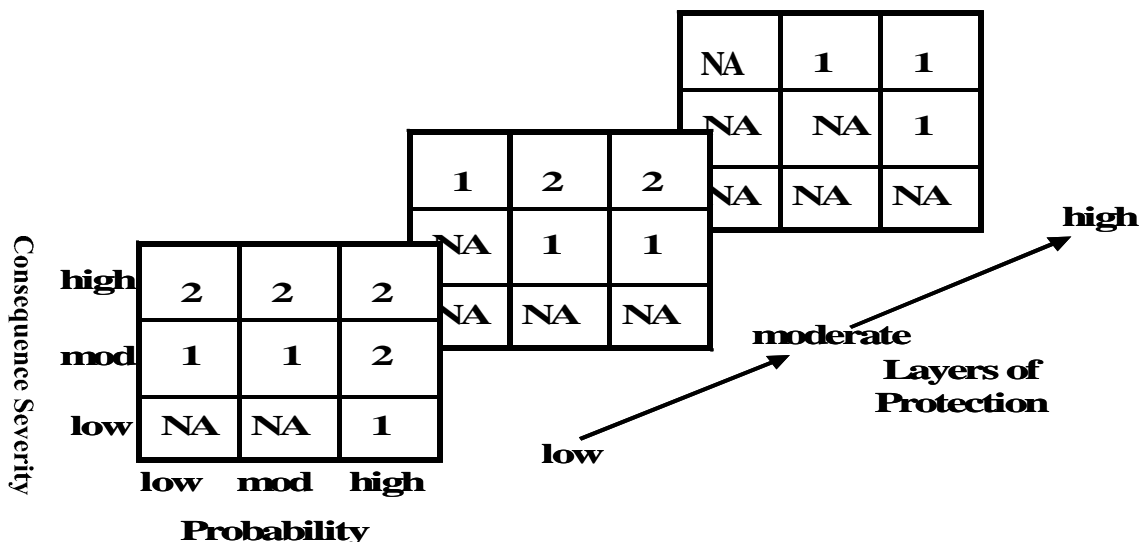 NA 1 1
NA NA 1
NA NA NA
1 2 2
NA 1 1
NA NA NA
high
Consequence Severity
high 2 2 2
mod 1 1 2
low NA NA 1
low mod high
Probability
low
moderate
Layers of
Protection